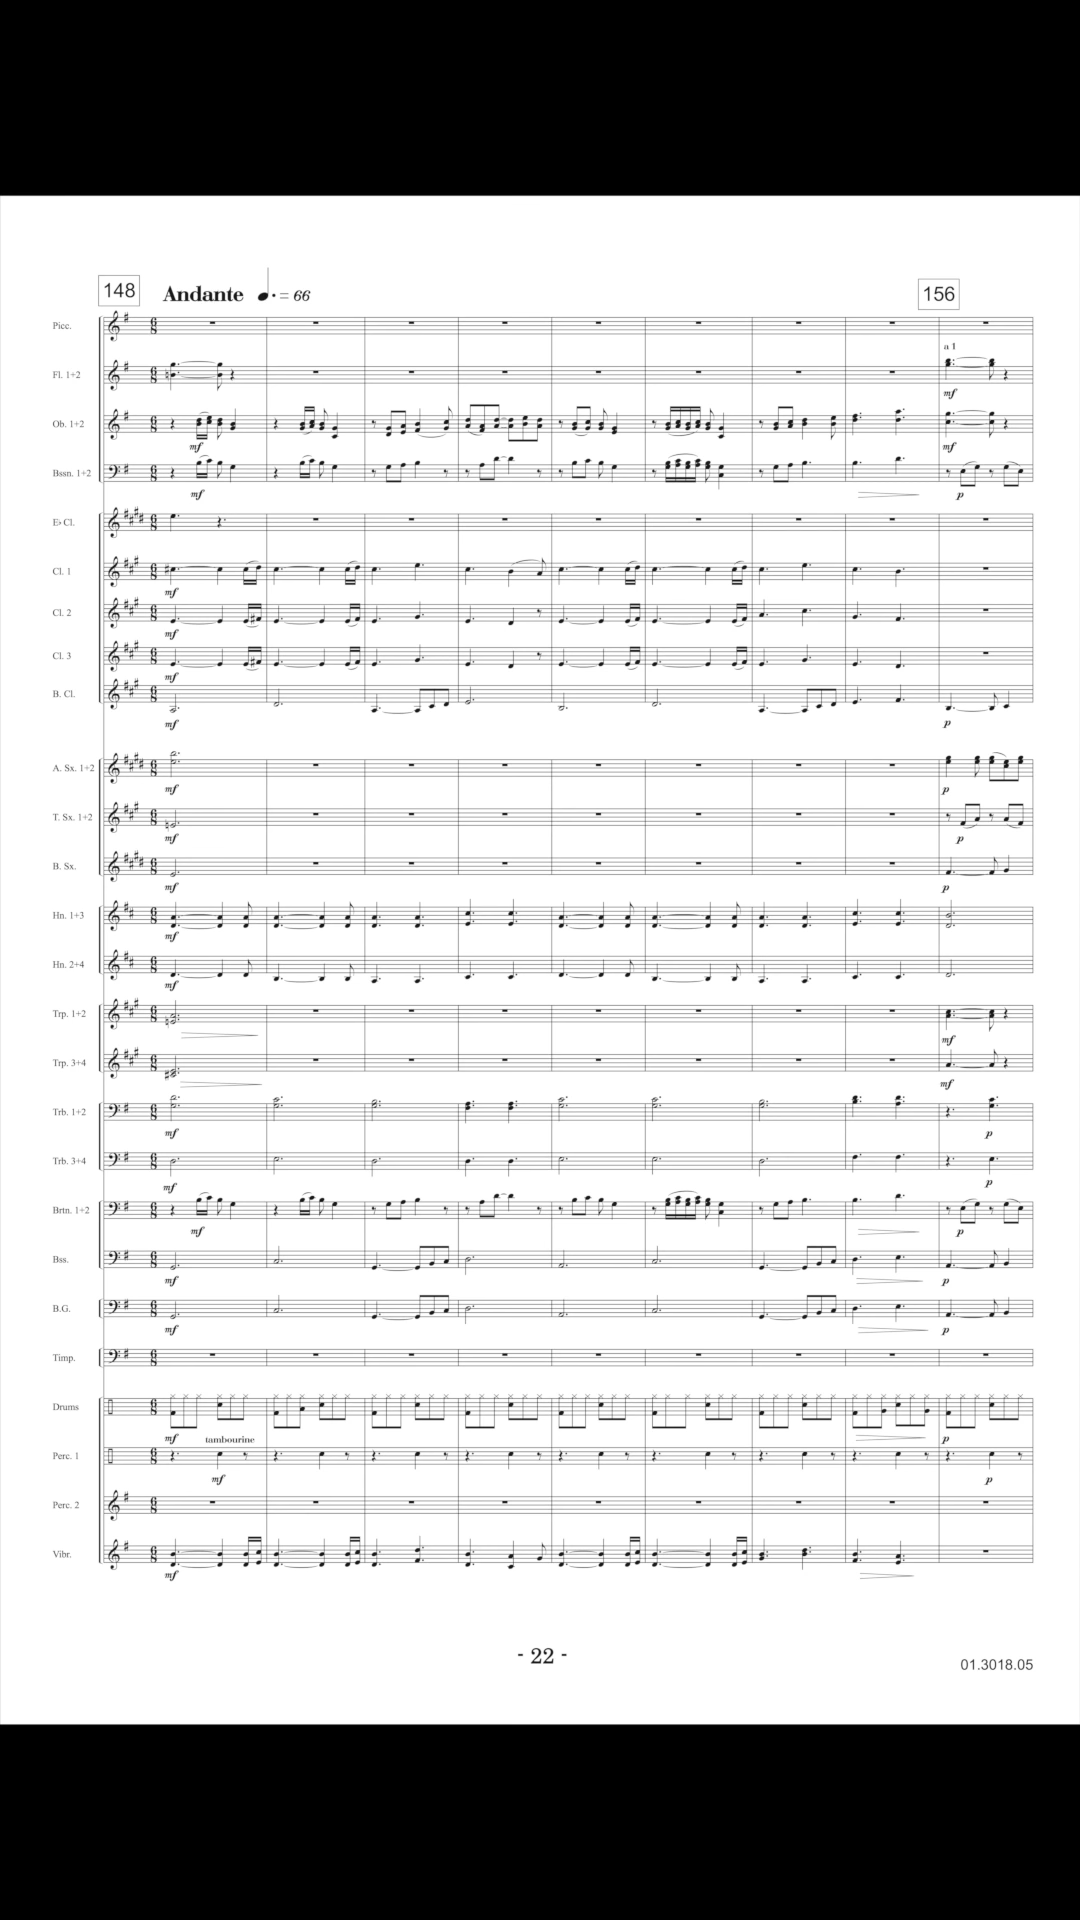 148 Andante = 66 156
Picc.
a 1
Fl. 1+2
mf
Ob. 1+2
mf mf
Bssn. 1+2
mf p
E♭ Cl.
Cl. 1
mf
Cl. 2
mf
Cl. 3
mf
B. Cl.
mf p
A. Sx. 1+2
mf p
T. Sx. 1+2
mf p
B. Sx.
mf p
Hn. 1+3
mf
Hn. 2+4
mf
Trp. 1+2
mf
Trp. 3+4
mf
Trb. 1+2
mf p
Trb. 3+4
mf p
Brtn. 1+2
mf p
Bss.
mf p
B.G.
mf p
Timp.
Drums
mf tambourine p
Perc. 1
mf p
Perc. 2
Vibr.
mf
- 22 -
01.3018.05